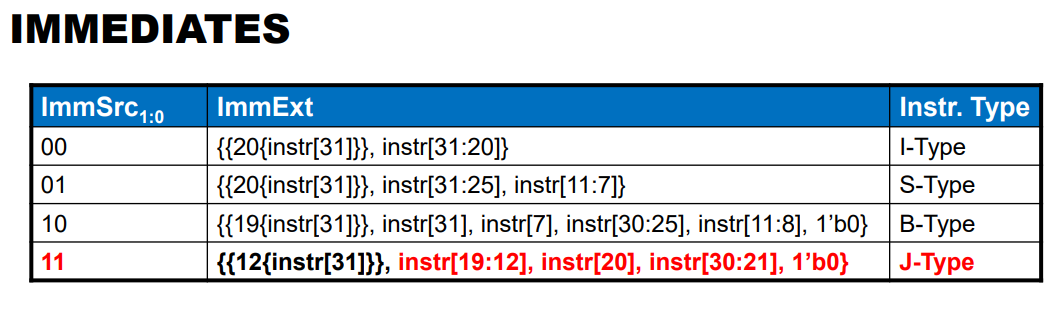 IMMEDIATES
ImmSrc1:0 ImmExt Instr. Type
00 {{20{instr[31]}}, instr[31:20]} I-Type
01 {{20{instr[31]}}, instr[31:25], instr[11:7]} S-Type
10 {{19{instr[31]}}, instr[31], instr[7], instr[30:25], instr[11:8], 1’b0} B-Type
11 {{12{instr[31]}}, instr[19:12], instr[20], instr[30:21], 1’b0} J-Type